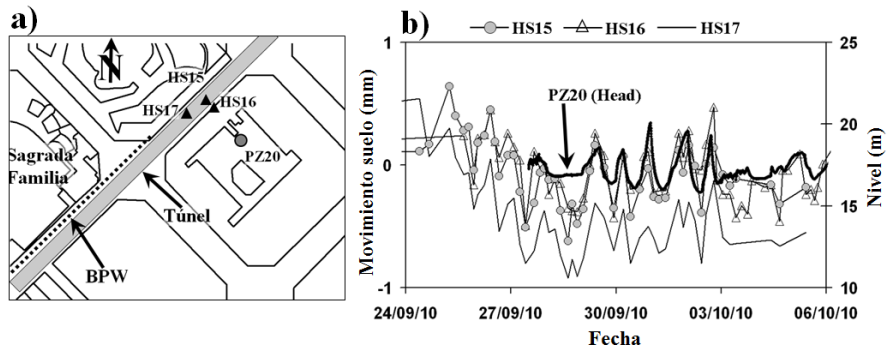 a)
N
HS15
HS17
HS16
PZ20
Sagrada
Familia
Túnel
BPW
b)
HS15
HS16
HS17
PZ20 (Head)
Movimiento suelo (mm)
1
0
-1
Nivel (m)
25
20
15
10
24/09/10
27/09/10
30/09/10
03/10/10
06/10/10
Fecha